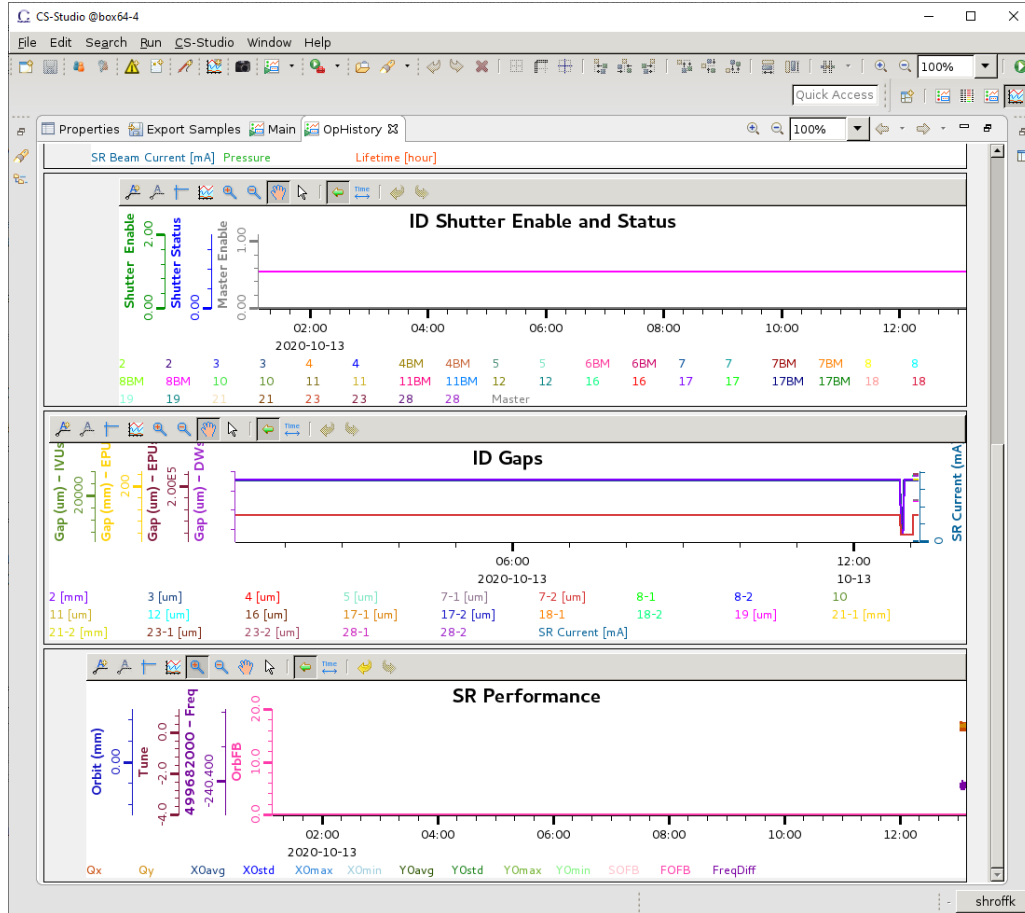 CS-Studio @box64-4
File Edit Search Run CS-Studio Window Help
100%
Quick Access
Properties Export Samples Main OpHistory
100%
SR Beam Current [mA] Pressure Lifetime [hour]
Time
ID Shutter Enable and Status
Shutter Enable
0.00 2.00
Shutter Status
0.00
Master Enable
0.00 1.00
02:00 04:00 06:00 08:00 10:00 12:00
2020-10-13
2 2 3 3 4 4 4BM 4BM 5 5 6BM 6BM 7 7 7BM 7BM 8 8
8BM 8BM 10 10 11 11 11BM 11BM 12 12 16 16 17 17 17BM 17BM 18 18
19 19 21 21 23 23 28 28 Master
Time
ID Gaps
Gap (um) - IVUs
20000
Gap (mm) - EPU
200
Gap (um) - EPUs
2.00E5
Gap (um) - DWs
SR Current (mA
0
06:00 12:00
2020-10-13 10-13
2 [mm] 3 [um] 4 [um] 5 [um] 7-1 [um] 7-2 [um] 8-1 8-2 10
11 [um] 12 [um] 16 [um] 17-1 [um] 17-2 [um] 18-1 18-2 19 [um] 21-1 [mm]
21-2 [mm] 23-1 [um] 23-2 [um] 28-1 28-2 SR Current [mA]
Time
SR Performance
Orbit (mm)
0.00
Tune
-4.0 -2.0 0.0
499682000 - Freq
-240.400
OrbFB
0.0 10.0 20.0
02:00 04:00 06:00 08:00 10:00 12:00
2020-10-13
Qx Qy X0avg X0std X0max X0min Y0avg Y0std Y0max Y0min SOFB FOFB FreqDiff
shroffk